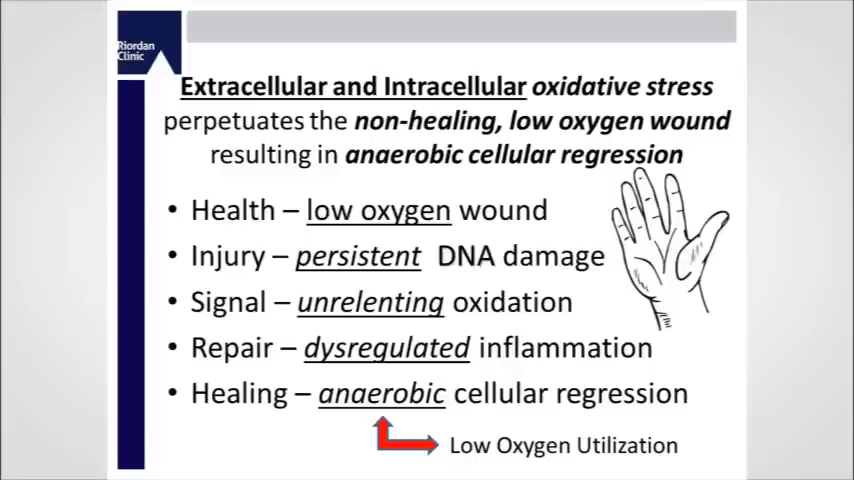 Riordan
Clinic
Extracellular and Intracellular oxidative stress
perpetuates the non-healing, low oxygen wound
resulting in anaerobic cellular regression
• Health – low oxygen wound
• Injury – persistent DNA damage
• Signal – unrelenting oxidation
• Repair – dysregulated inflammation
• Healing – anaerobic cellular regression
Low Oxygen Utilization